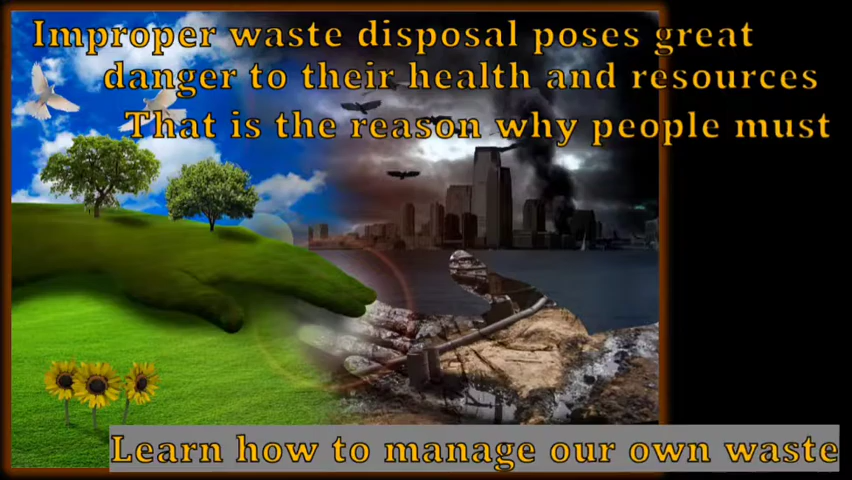 Improper waste disposal poses great
danger to their health and resources
That is the reason why people must
Learn how to manage our own waste